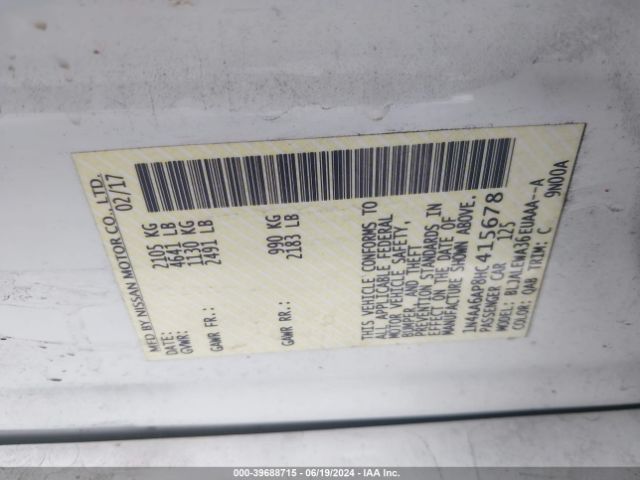 MFD BY NISSAN MOTOR CO., LTD.
DATE: 02/17
GVWR: 2105 KG
4641 LB
GAWR FR.: 1130 KG
2491 LB
GAWR RR.: 990 KG
2183 LB
THIS VEHICLE CONFORMS TO
ALL APPLICABLE FEDERAL
MOTOR VEHICLE SAFETY,
BUMPER, AND THEFT
PREVENTION STANDARDS IN
EFFECT ON THE DATE OF
MANUFACTURE SHOWN ABOVE.
1N4AA6AP8HC415678
PASSENGER CAR 125
MODEL: BLJALEWA36EUAAA--A
COLOR: QAB TRIM: C 9N00A
000-39688715 - 06/19/2024 - IAA Inc.